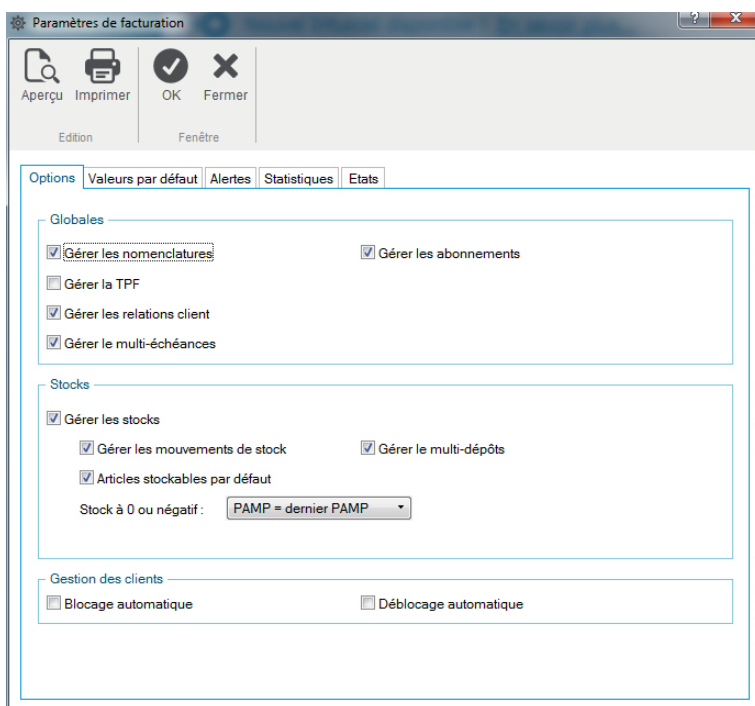 Paramètres de facturation
? X
Aperçu Imprimer OK Fermer
Edition Fenêtre
Options Valeurs par défaut Alertes Statistiques Etats
Globales
Gérer les nomenclatures Gérer les abonnements
Gérer la TPF
Gérer les relations client
Gérer le multi-échéances
Stocks
Gérer les stocks
Gérer les mouvements de stock Gérer le multi-dépôts
Articles stockables par défaut
Stock à 0 ou négatif : PAMP = dernier PAMP
Gestion des clients
Blocage automatique Déblocage automatique